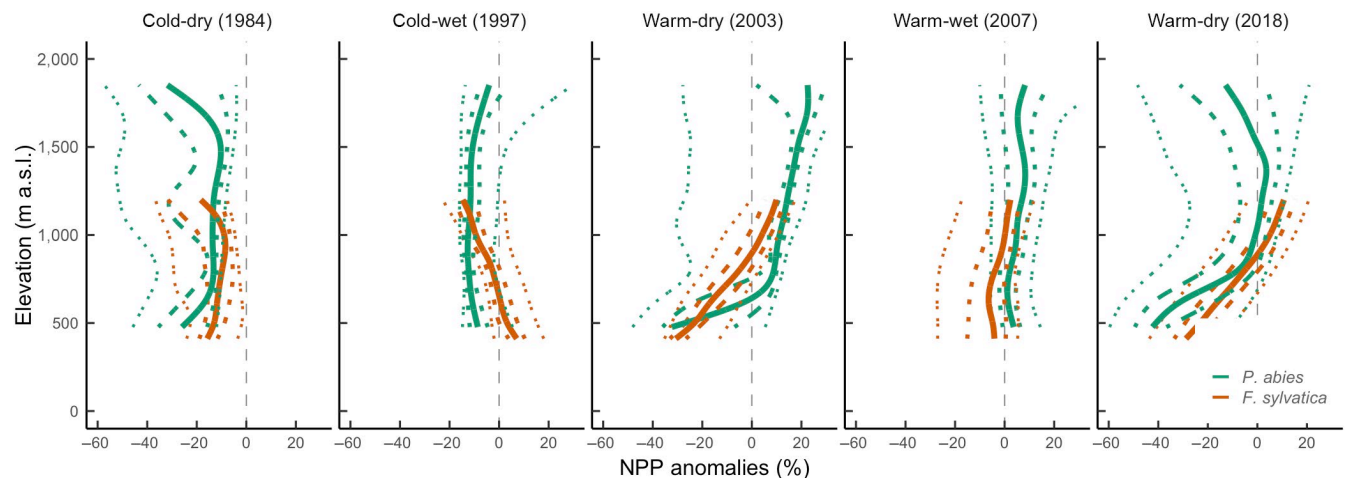 Cold-dry (1984) Cold-wet (1997) Warm-dry (2003) Warm-wet (2007) Warm-dry (2018)
2,000
1,500
1,000
500
0
Elevation (m a.s.l.)
P. abies
F. sylvatica
−60 −40 −20 0 20 −60 −40 −20 0 20 −60 −40 −20 0 20 −60 −40 −20 0 20 −60 −40 −20 0 20
NPP anomalies (%)